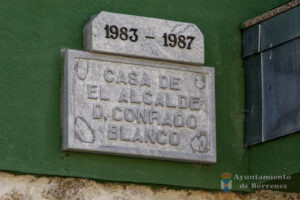 1983 - 1987
CASA DE
EL ALCALDE
D. CONRADO
BLANCO
Ayuntamiento
de Borrenes